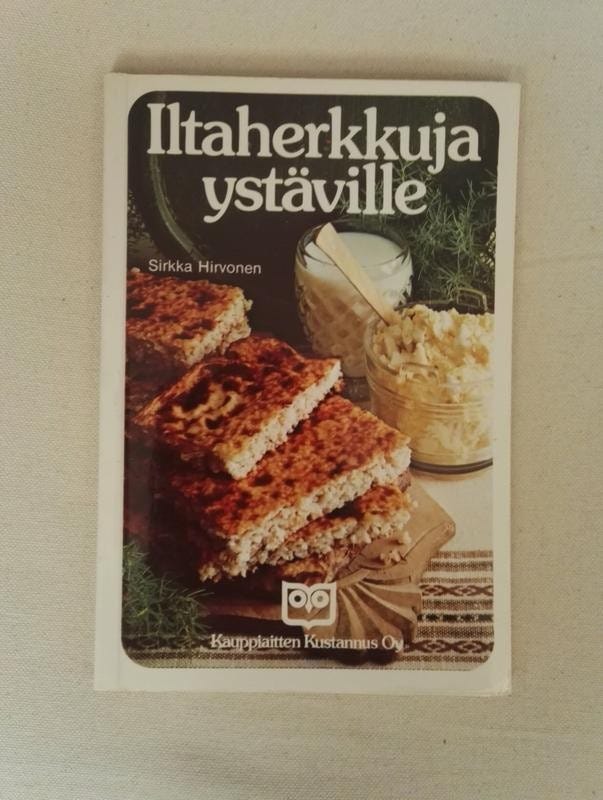 Iltaherkkuja
ystäville
Sirkka Hirvonen
Kauppiaitten Kustannus Oy